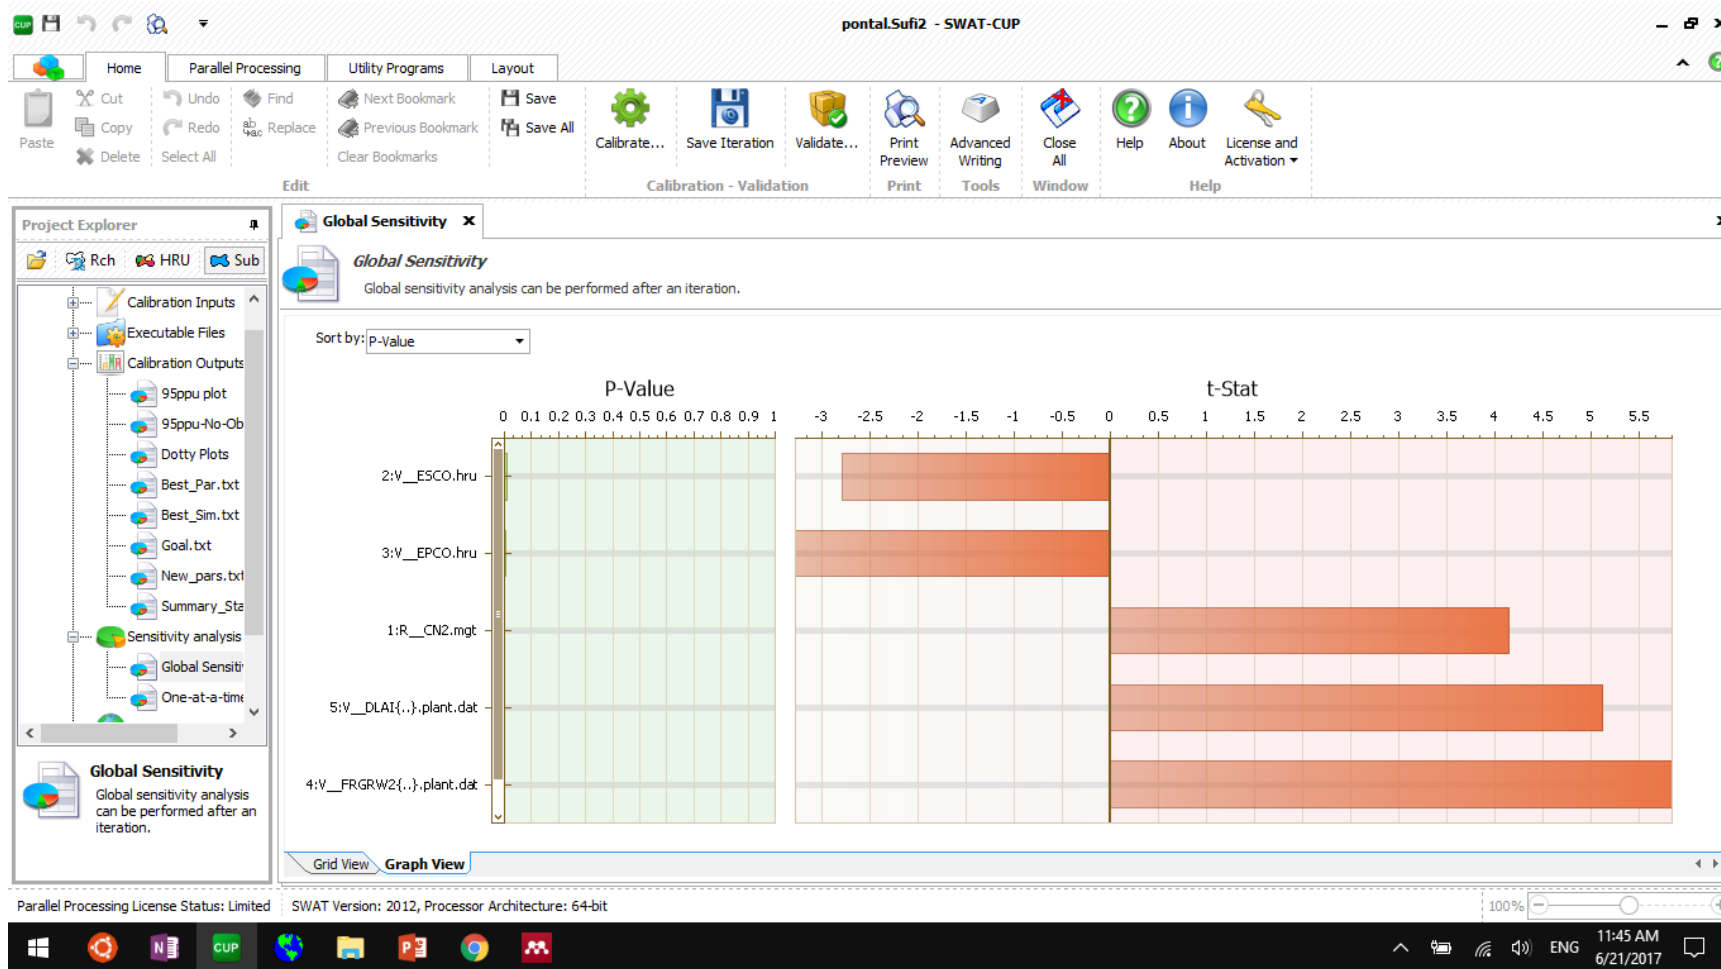 CUP
pontal.Sufi2 - SWAT-CUP
Home Parallel Processing Utility Programs Layout
Paste
Cut
Copy
Delete
Undo
Redo
Select All
Find
Replace
Next Bookmark
Previous Bookmark
Clear Bookmarks
Save
Save All
Calibrate...
Save Iteration
Validate...
Print Preview
Advanced Writing
Close All
Help
About
License and Activation
Edit
Calibration - Validation
Print
Tools
Window
Help
Project Explorer
Rch HRU Sub
Calibration Inputs
Executable Files
Calibration Outputs
95ppu plot
95ppu-No-Ob
Dotty Plots
Best_Par.txt
Best_Sim.txt
Goal.txt
New_pars.txt
Summary_Sta
Sensitivity analysis
Global Sensiti
One-at-a-time
Global Sensitivity
Global sensitivity analysis
can be performed after an
iteration.
Global Sensitivity
Global Sensitivity
Global sensitivity analysis can be performed after an iteration.
Sort by: P-Value
P-Value
t-Stat
0 0.1 0.2 0.3 0.4 0.5 0.6 0.7 0.8 0.9 1
-3 -2.5 -2 -1.5 -1 -0.5 0 0.5 1 1.5 2 2.5 3 3.5 4 4.5 5 5.5
2:V__ESCO.hru
3:V__EPCO.hru
1:R__CN2.mgt
5:V__DLAI{..}.plant.dat
4:V__FRGRW2{..}.plant.dat
Grid View Graph View
Parallel Processing License Status: Limited SWAT Version: 2012, Processor Architecture: 64-bit
100%
N CUP P
ENG
11:45 AM
6/21/2017